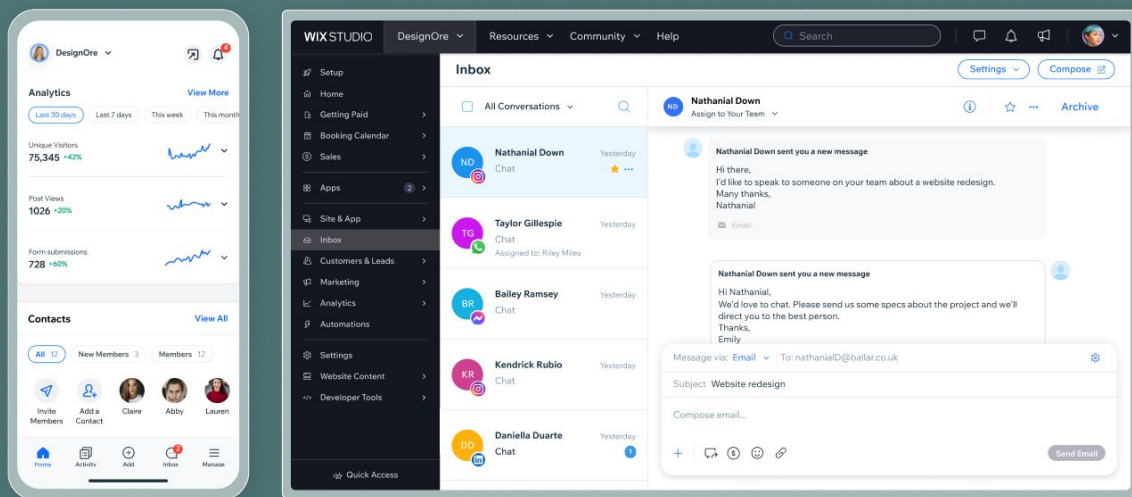 DesignOre
4
Analytics View More
Last 30 days Last 7 days This week This month
Unique Visitors
75,345 +42%
Post Views
1026 +20%
Form submissions
728 +60%
Contacts View All
All 12 New Members 3 Members 12
Invite Members
Add a Contact
Claire
Abby
Lauren
2
Home Activity Add Inbox Manage
WIX STUDIO DesignOre Resources Community Help Search
Setup
Home
Getting Paid
Booking Calendar
Sales
Apps 2
Site & App
Inbox
Customers & Leads
Marketing
Analytics
Automations
Settings
Website Content
Developer Tools
Quick Access
Inbox Settings Compose
All Conversations
ND Nathanial Down Yesterday
Chat
TG Taylor Gillespie Yesterday
Chat
Assigned to: Riley Miles
BR Bailey Ramsey Yesterday
Chat
KR Kendrick Rubio Yesterday
Chat
DD Daniella Duarte Yesterday
Chat 1
ND Nathanial Down
Assign to Your Team
Archive
Nathanial Down sent you a new message
Hi there,
I'd like to speak to someone on your team about a website redesign.
Many thanks,
Nathanial
Email
Nathanial Down sent you a new message
Hi Nathanial,
We'd love to chat. Please send us some specs about the project and we'll
direct you to the best person.
Thanks,
Emily
Message via: Email To: nathanialD@ballar.co.uk
Subject Website redesign
Compose email...
Send Email